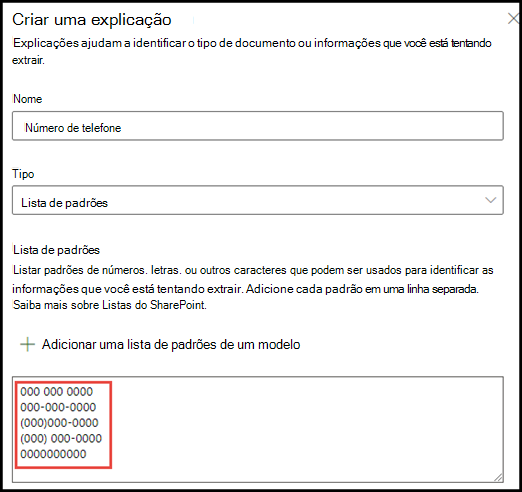 Criar uma explicação
Explicações ajudam a identificar o tipo de documento ou informações que você está tentando
extrair.
Nome
Número de telefone
Tipo
Lista de padrões
Lista de padrões
Listar padrões de números. letras. ou outros caracteres que podem ser usados para identificar as
informações que você está tentando extrair. Adicione cada padrão em uma linha separada.
Saiba mais sobre Listas do SharePoint.
Adicionar uma lista de padrões de um modelo
000 000 0000
000-000-0000
(000)000-0000
(000) 000-0000
0000000000